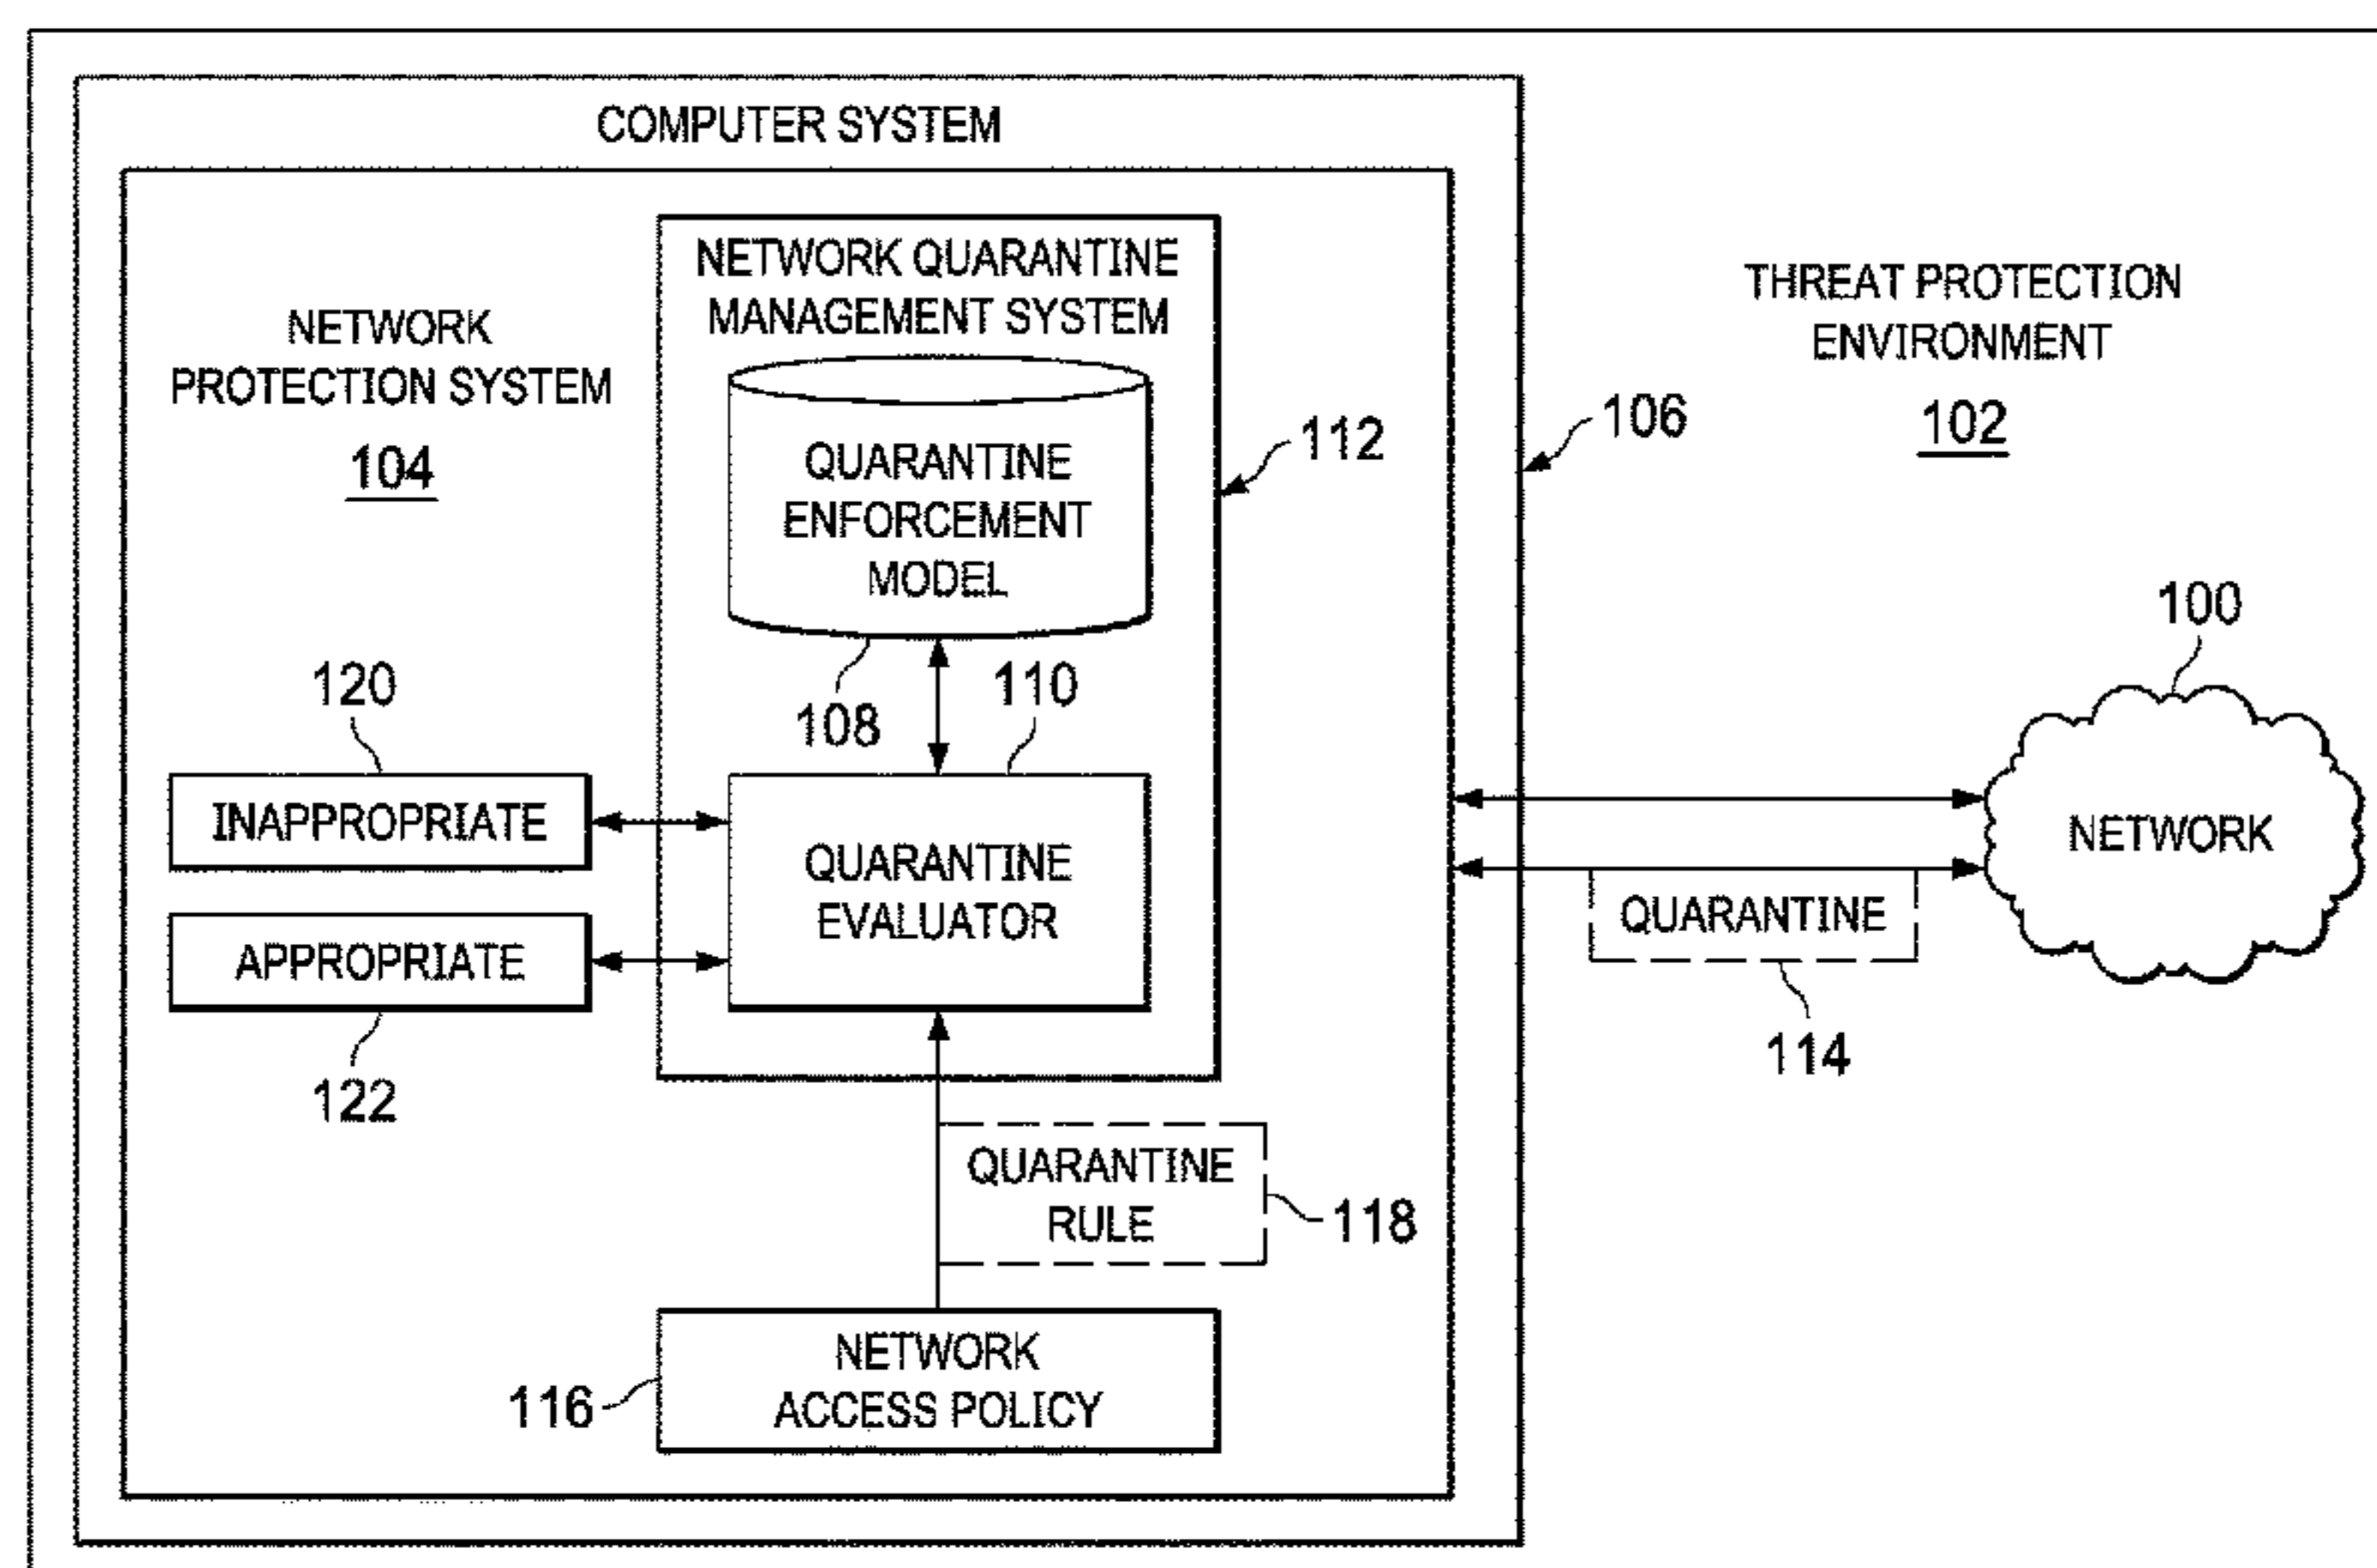 COMPUTER SYSTEM
NETWORK QUARANTINE
MANAGEMENT SYSTEM
NETWORK
PROTECTION SYSTEM
104
QUARANTINE
ENFORCEMENT
MODEL
112
106
THREAT PROTECTION
ENVIRONMENT
102
100
120
108
110
INAPPROPRIATE
QUARANTINE
EVALUATOR
APPROPRIATE
122
NETWORK
QUARANTINE
114
QUARANTINE
RULE
118
NETWORK
ACCESS POLICY
116